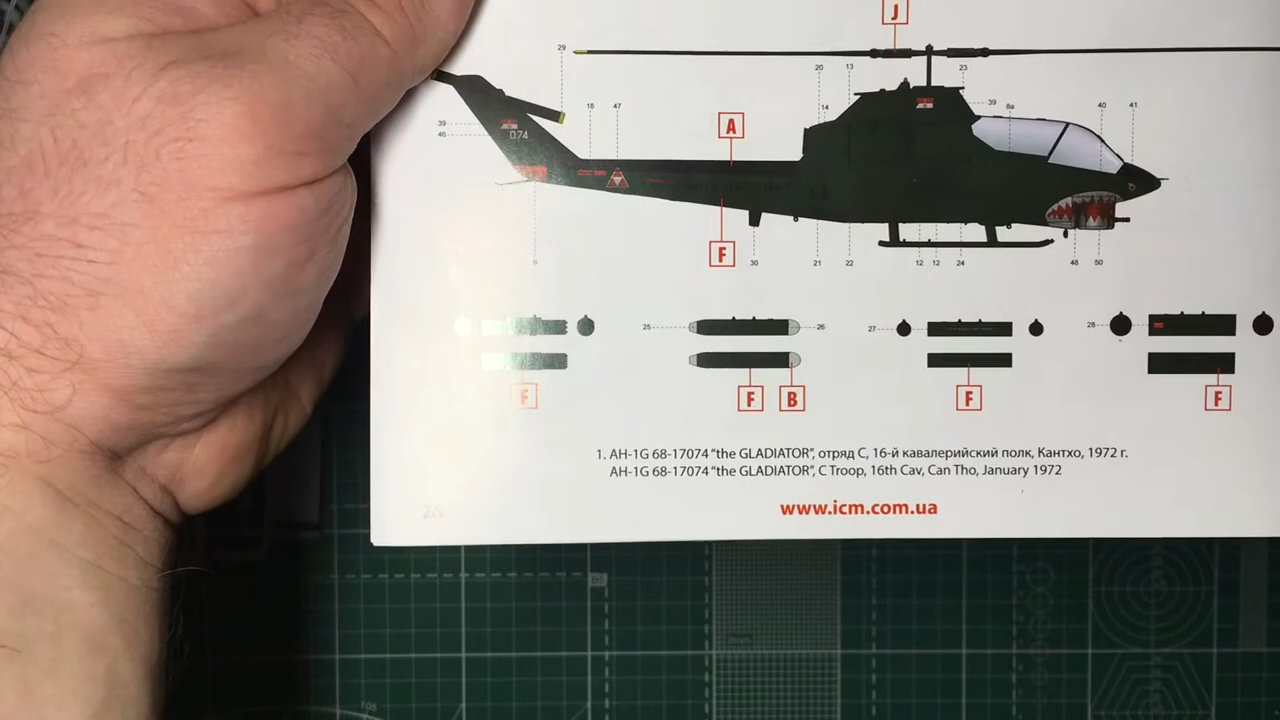 J
29
20
13
23
18
47
14
39
8a
40
41
39
46
074
A
F
6
30
21
22
12
12
24
48
50
25
26
27
28
F
F
B
F
F
1. AH-1G 68-17074 “the GLADIATOR”, отряд С, 16-й кавалерийский полк, Кантхо, 1972 г.
AH-1G 68-17074 “the GLADIATOR”, C Troop, 16th Cav, Can Tho, January 1972
www.icm.com.ua